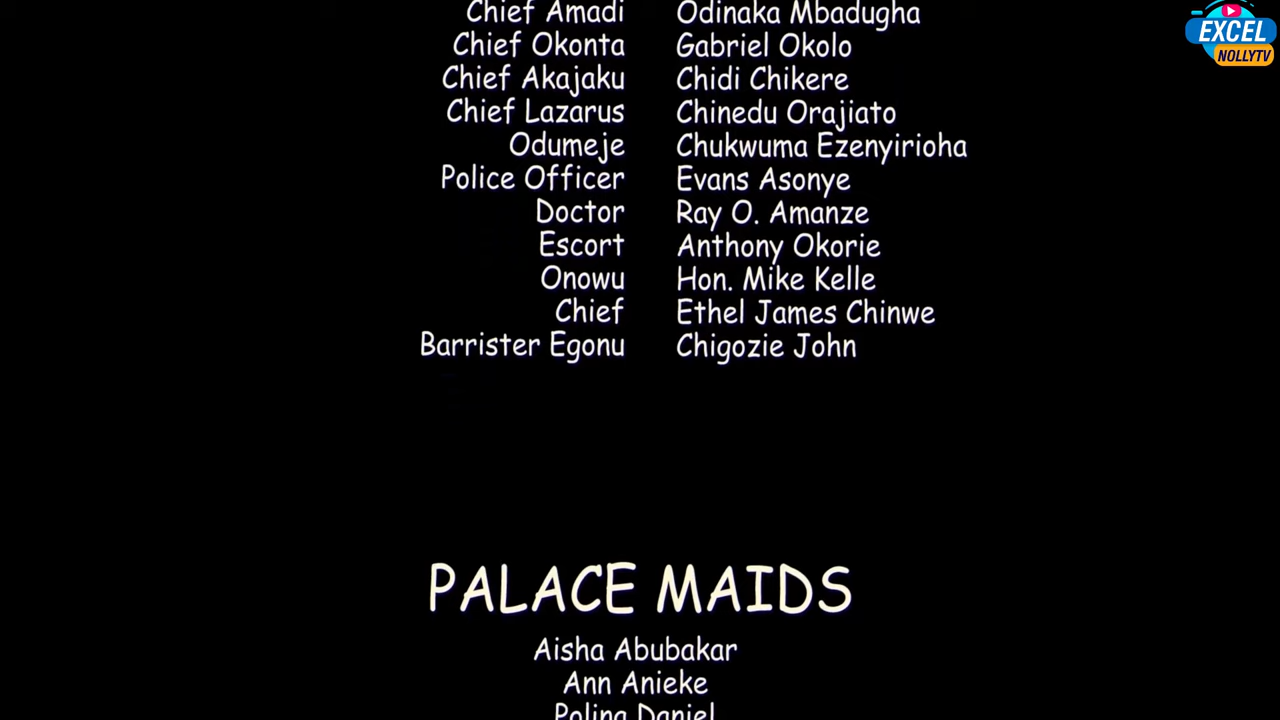 Chief Amadi Odinaka Mbadugha
Chief Okonta Gabriel Okolo
Chief Akajaku Chidi Chikere
Chief Lazarus Chinedu Orajiato
Odumeje Chukwuma Ezenyirioha
Police Officer Evans Asonye
Doctor Ray O. Amanze
Escort Anthony Okorie
Onowu Hon. Mike Kelle
Chief Ethel James Chinwe
Barrister Egonu Chigozie John
PALACE MAIDS
Aisha Abubakar
Ann Anieke
Polina Daniel
EXCEL
NOLLYTV